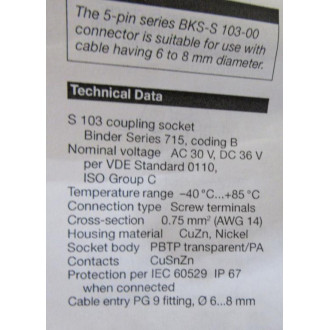 The 5-pin series BKS-S 103-00
connector is suitable for use with
cable having 6 to 8 mm diameter.
Technical Data
S 103 coupling socket
Binder Series 715, coding B
Nominal voltage AC 30 V, DC 36 V
per VDE Standard 0110,
ISO Group C
Temperature range –40 °C...+85 °C
Connection type Screw terminals
Cross-section 0.75 mm² (AWG 14)
Housing material CuZn, Nickel
Socket body PBTP transparent/PA
Contacts CuSnZn
Protection per IEC 60529 IP 67
when connected
Cable entry PG 9 fitting, Ø 6...8 mm